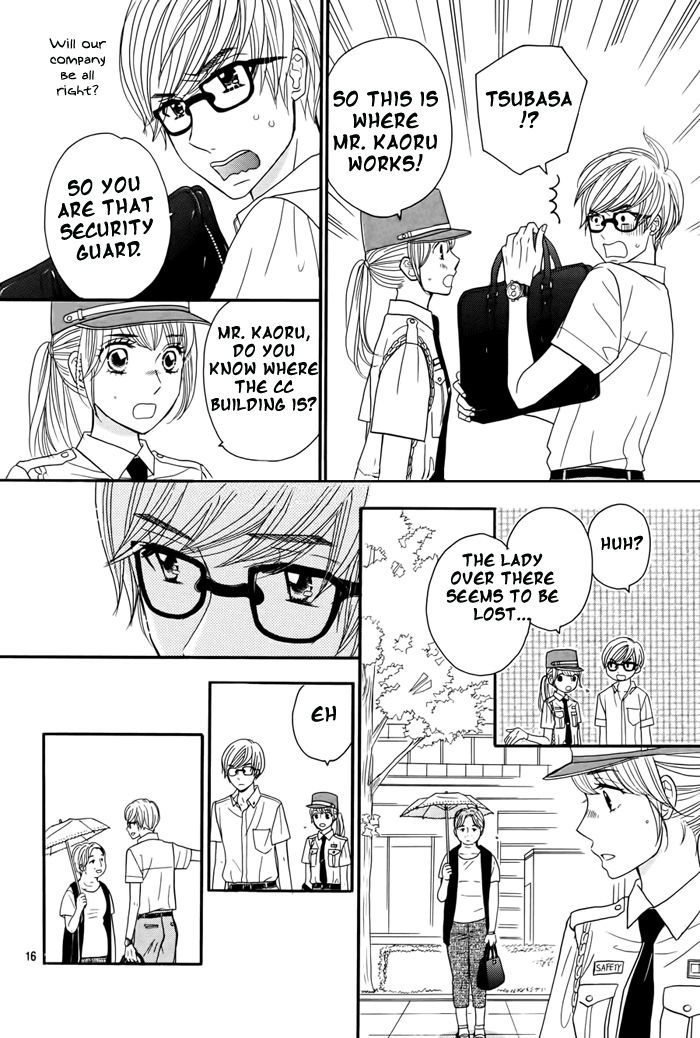 TSUBASA
!?
SO THIS IS
WHERE
MR. KAORU
WORKS!
Will our
company
be all
right?
SO YOU
ARE THAT
SECURITY
GUARD.
MR. KAORU,
DO YOU
KNOW WHERE
THE CC
BUILDING IS?
HUH?
THE LADY
OVER THERE
SEEMS TO BE
LOST...
SAFETY
EH
16